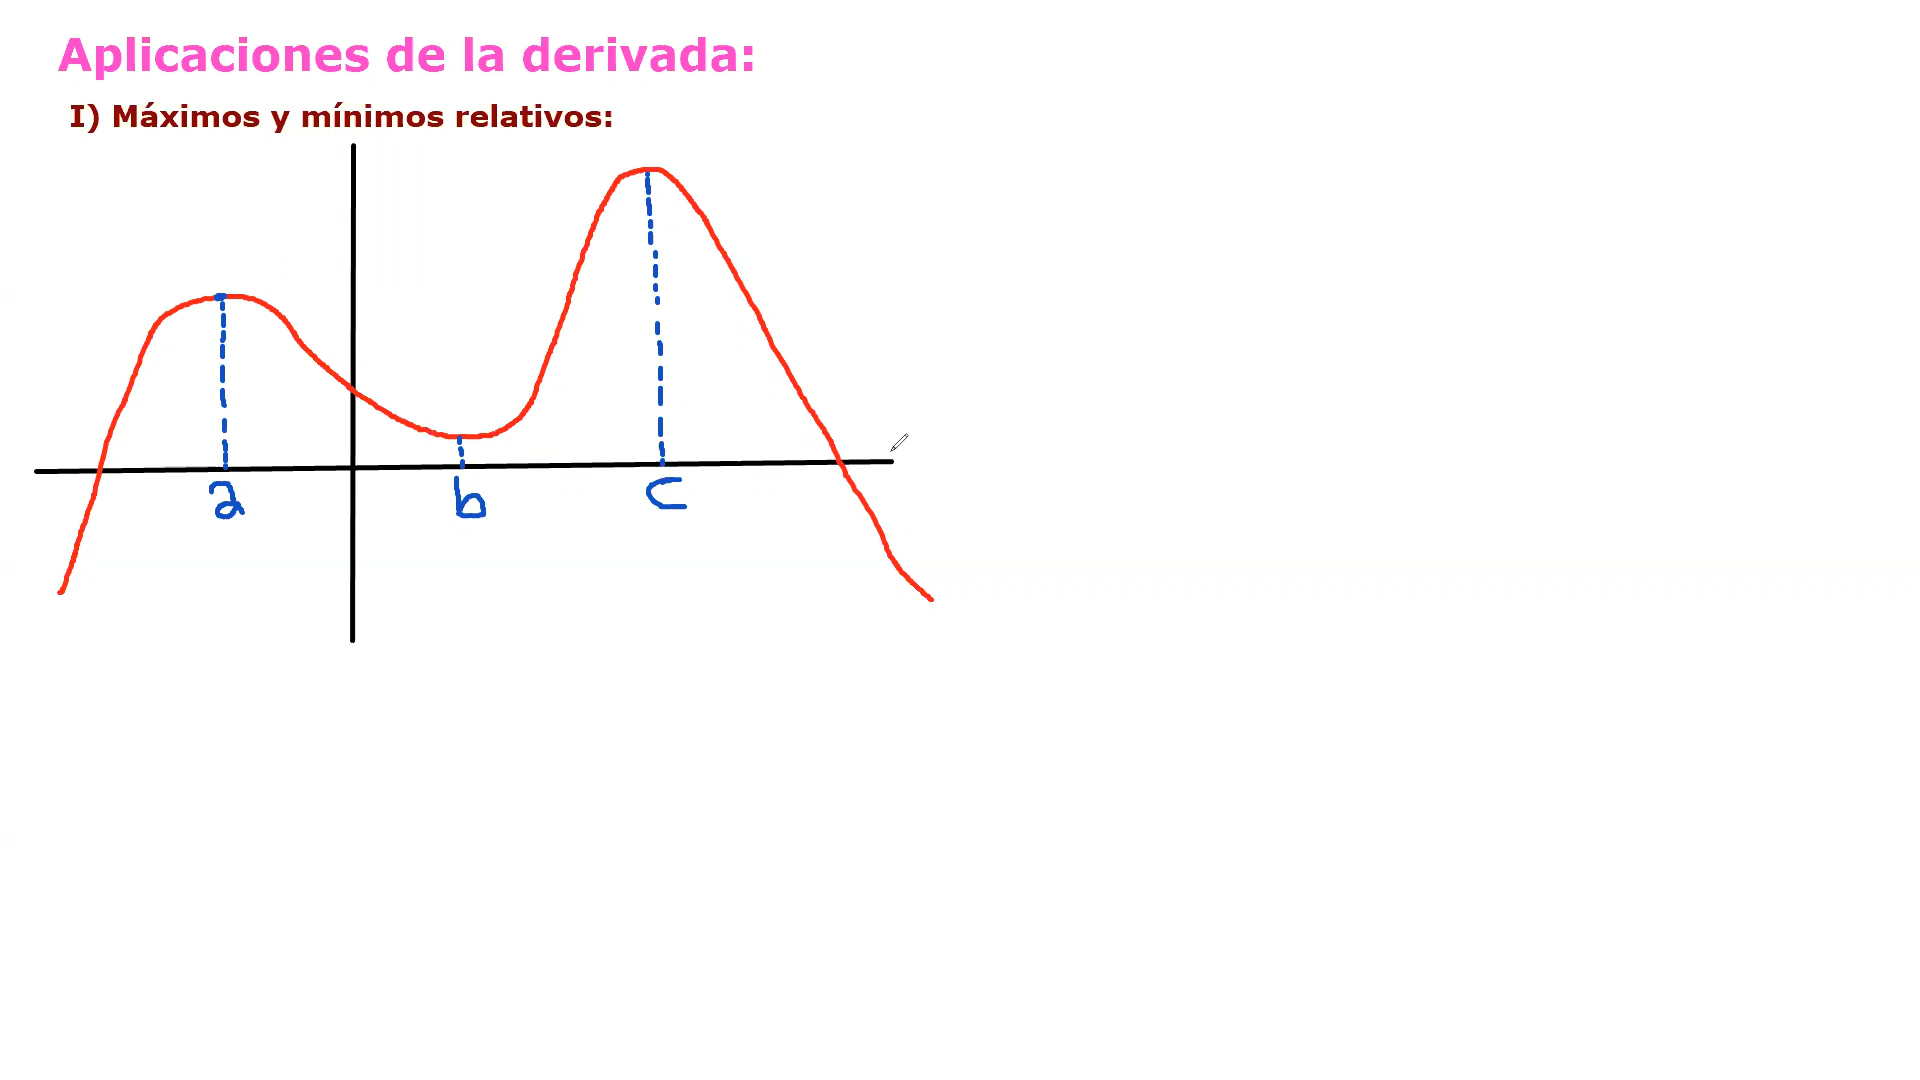 Aplicaciones de la derivada:
I) Máximos y mínimos relativos:
a b c